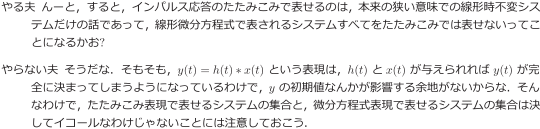 やる夫 んーと，すると，インパルス応答のたたみこみで表せるのは，本来の狭い意味での線形時不変シス
テムだけの話であって，線形微分方程式で表されるシステムすべてをたたみこみでは表せないってこ
とになるかお?
やらない夫 そうだな．そもそも，y(t) = h(t) * x(t) という表現は，h(t) と x(t) が与えられれば y(t) が完
全に決まってしまうようになっているわけで，y の初期値なんかが影響する余地がないからな．そん
なわけで，たたみこみ表現で表せるシステムの集合と，微分方程式表現で表せるシステムの集合は決
してイコールなわけじゃないことには注意しておこう．